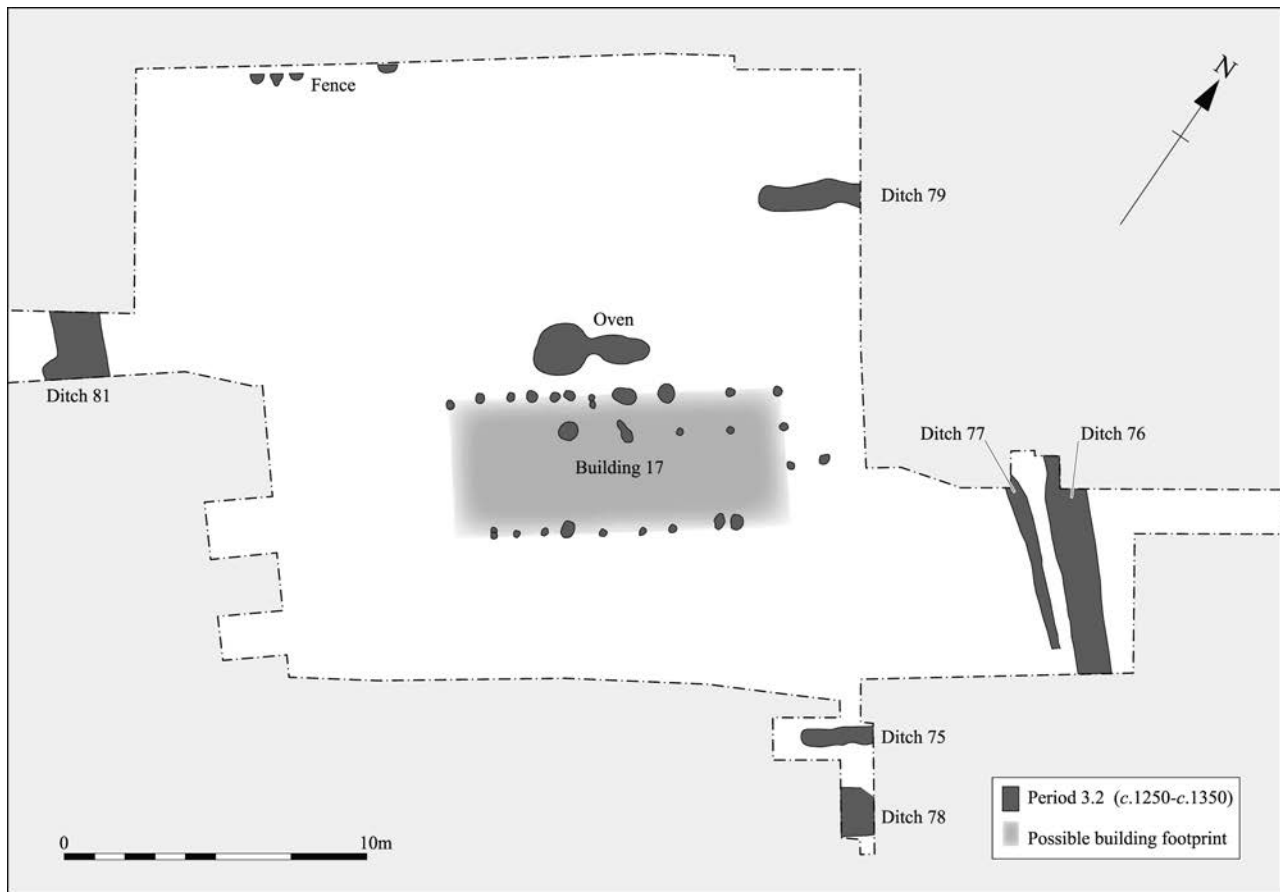 Fence
N
Ditch 79
Oven
Ditch 81
Building 17
Ditch 77
Ditch 76
Ditch 75
Ditch 78
Period 3.2 (c.1250-c.1350)
Possible building footprint
0 10m